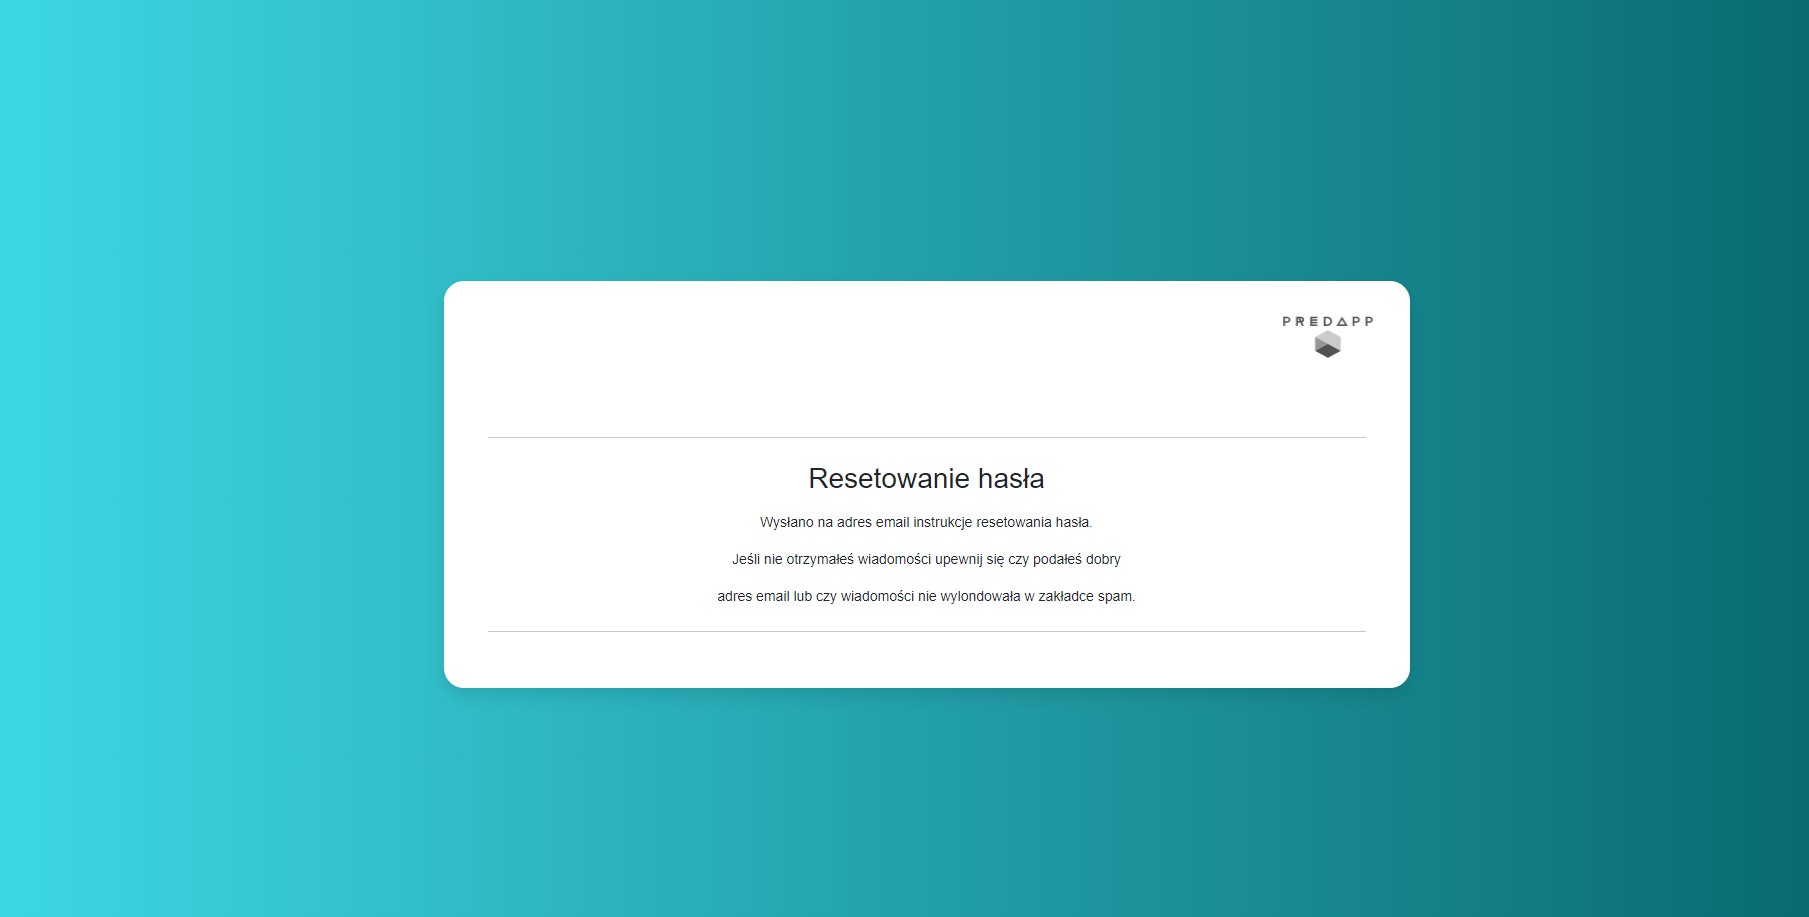 PREDAPP
Resetowanie hasła
Wysłano na adres email instrukcje resetowania hasła.
Jeśli nie otrzymałeś wiadomości upewnij się czy podałeś dobry
adres email lub czy wiadomości nie wylondowała w zakładce spam.